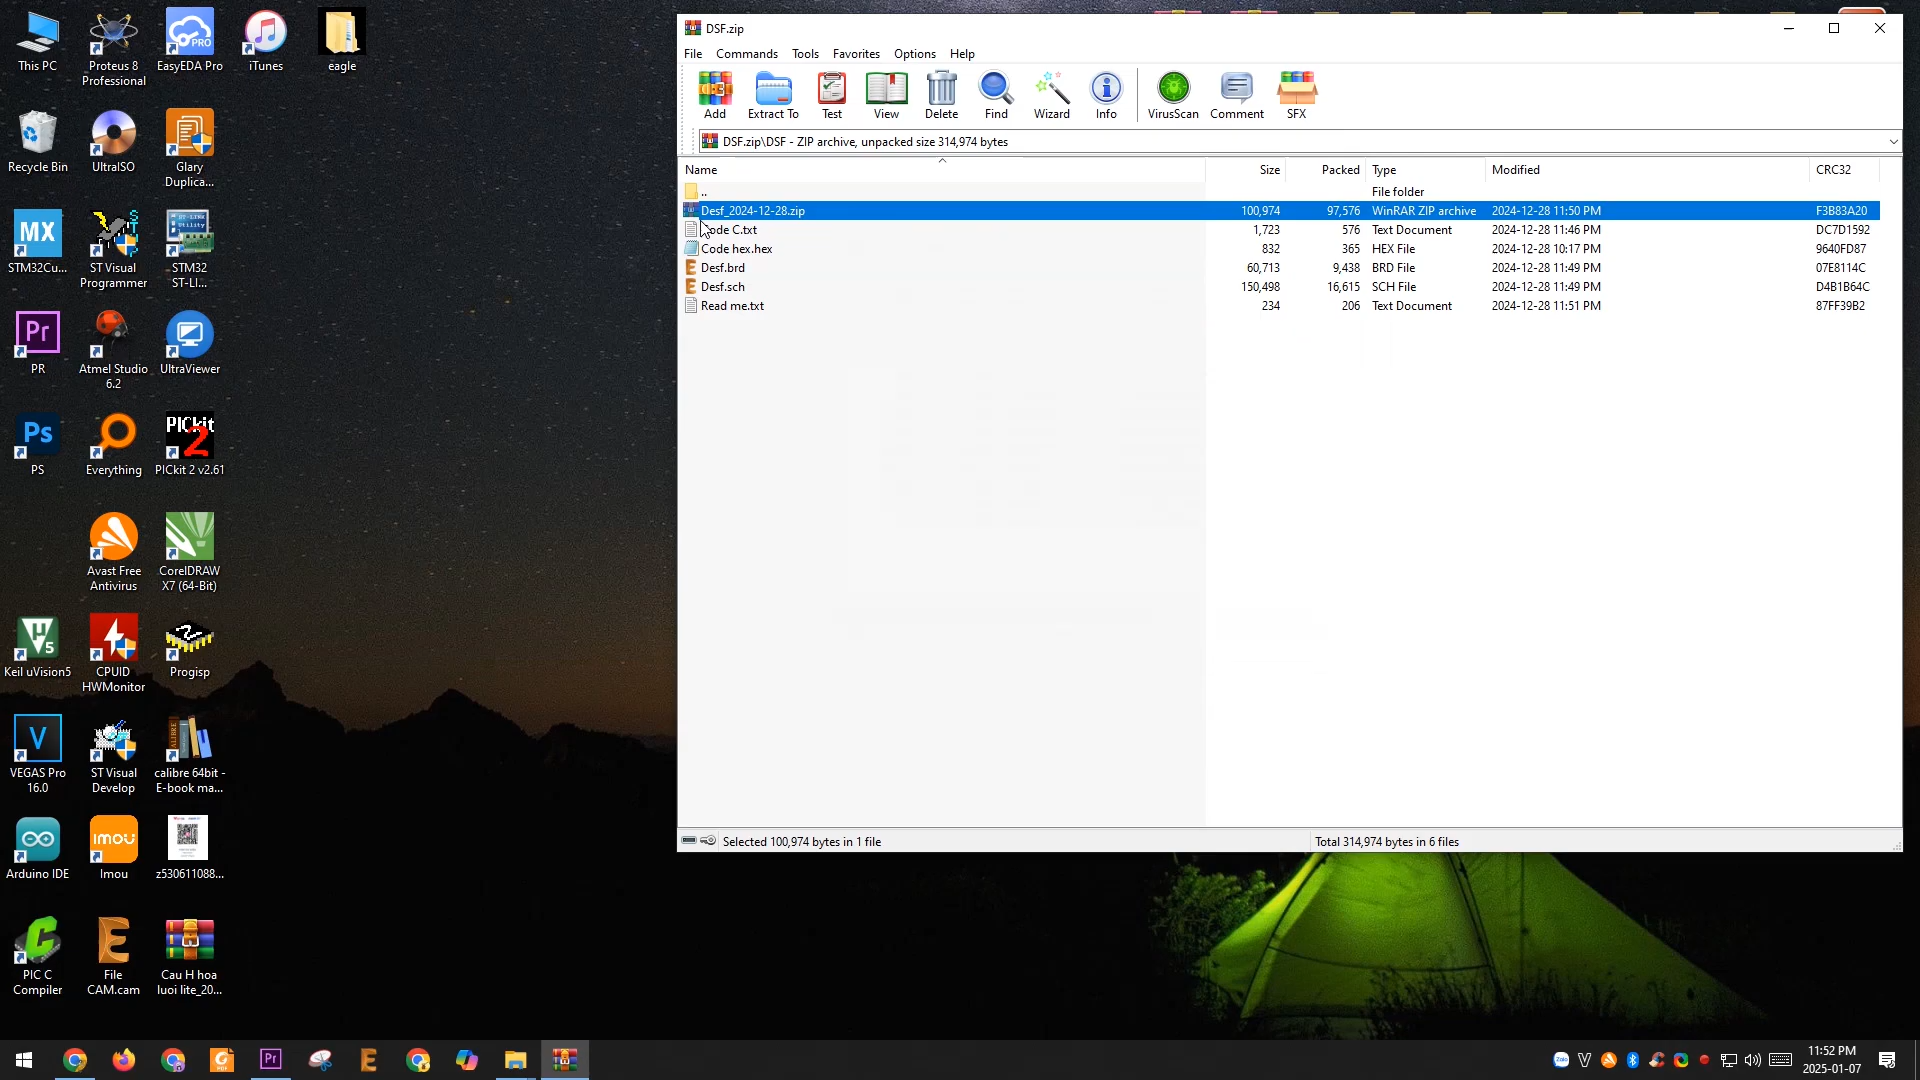 This PC
Proteus 8
Professional
EasyEDA Pro
iTunes
eagle
Recycle Bin
UltraISO
Glary
Duplica...
MX
STM32Cu...
ST Visual
Programmer
ST-LINK
Utility
STM32
ST-LI...
Pr
PR
Atmel Studio
6.2
UltraViewer
Ps
PS
Everything
PICkit
2
PICkit 2 v2.61
Avast Free
Antivirus
CorelDRAW
X7 (64-Bit)
Keil uVision5
CPUID
HWMonitor
Progisp
V
VEGAS Pro
16.0
ST Visual
Develop
calibre 64bit -
E-book ma...
Arduino IDE
imou
Imou
z530611088...
PIC C
Compiler
File
CAM.cam
Cau H hoa
luoi lite_20...
DSF.zip
File Commands Tools Favorites Options Help
Add Extract To Test View Delete Find Wizard Info VirusScan Comment SFX
DSF.zip\DSF - ZIP archive, unpacked size 314,974 bytes
Name Size Packed Type Modified CRC32
.. File folder
Desf_2024-12-28.zip 100,974 97,576 WinRAR ZIP archive 2024-12-28 11:50 PM F3B83A20
Code C.txt 1,723 576 Text Document 2024-12-28 11:46 PM DC7D1592
Code hex.hex 832 365 HEX File 2024-12-28 10:17 PM 9640FD87
Desf.brd 60,713 9,438 BRD File 2024-12-28 11:49 PM 07E8114C
Desf.sch 150,498 16,615 SCH File 2024-12-28 11:49 PM D4B1B64C
Read me.txt 234 206 Text Document 2024-12-28 11:51 PM 87FF39B2
Selected 100,974 bytes in 1 file
Total 314,974 bytes in 6 files
11:52 PM
2025-01-07